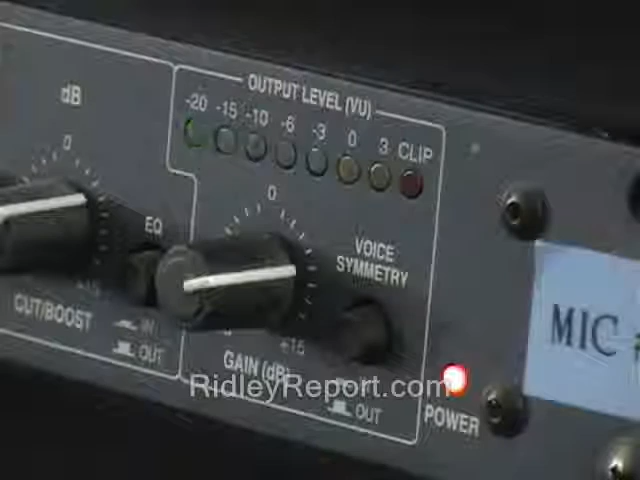 dB
OUTPUT LEVEL (VU)
-20 -15 -10 -6 -3 0 3 CLIP
0
0
EQ
VOICE
SYMMETRY
CUT/BOOST
IN
OUT
GAIN (dB)
+15
OUT
POWER
MIC
RidleyReport.com